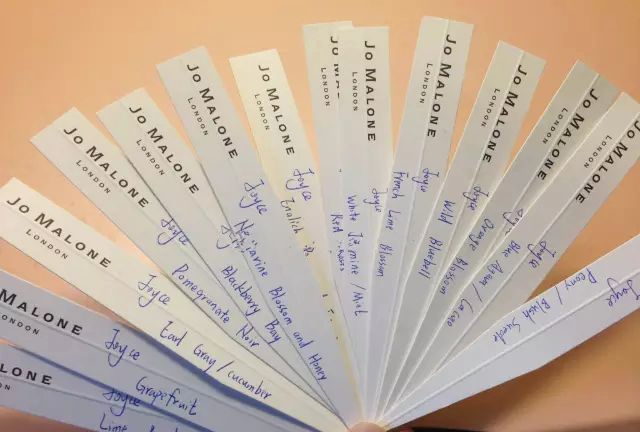 JO MALONE
LONDON
Joyce
Lime
JO MALONE
LONDON
Joyce
Grapefruit
JO MALONE
LONDON
Joyce
Earl Gray / cucumber
JO MALONE
LONDON
Joyce
Pomegranate Noir
JO MALONE
LONDON
Blackberry Bay
JO MALONE
LONDON
Joyce
Nectarine Blossom and Honey
JO MALONE
LONDON
Joyce
English
JO
LONDON
Red Roses
JO MALONE
LONDON
Joyce
White Jasmine / Mint
JO MALONE
LONDON
Joyce
French Lime Blossom
JO MALONE
LONDON
Joyce
Wild Bluebell
JO MALONE
LONDON
Joyce
Orange Blossom
JO MALONE
LONDON
Joyce
Blue Agava / Cacao
JO MALONE
LONDON
Joyce
Peony / Blush Suede